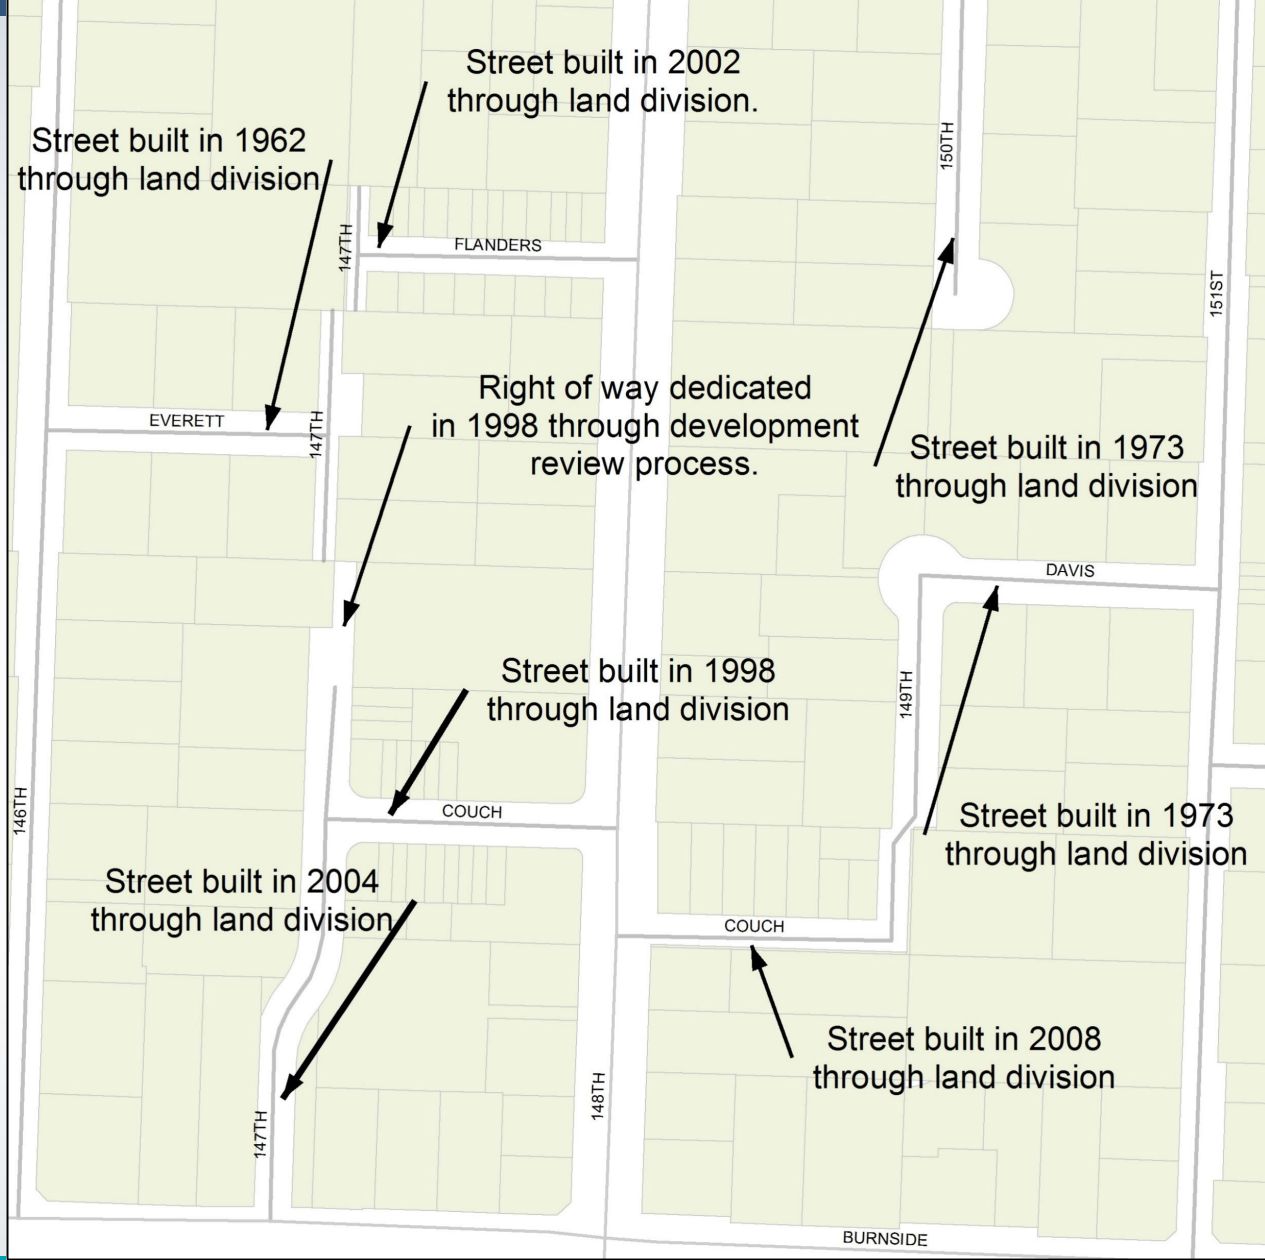 Street built in 2002
through land division.
Street built in 1962
through land division
150TH
147TH
FLANDERS
151ST
Right of way dedicated
in 1998 through development
review process.
EVERETT
147TH
Street built in 1973
through land division
DAVIS
Street built in 1998
through land division
149TH
146TH
COUCH
Street built in 1973
through land division
Street built in 2004
through land division
COUCH
Street built in 2008
through land division
148TH
147TH
BURNSIDE